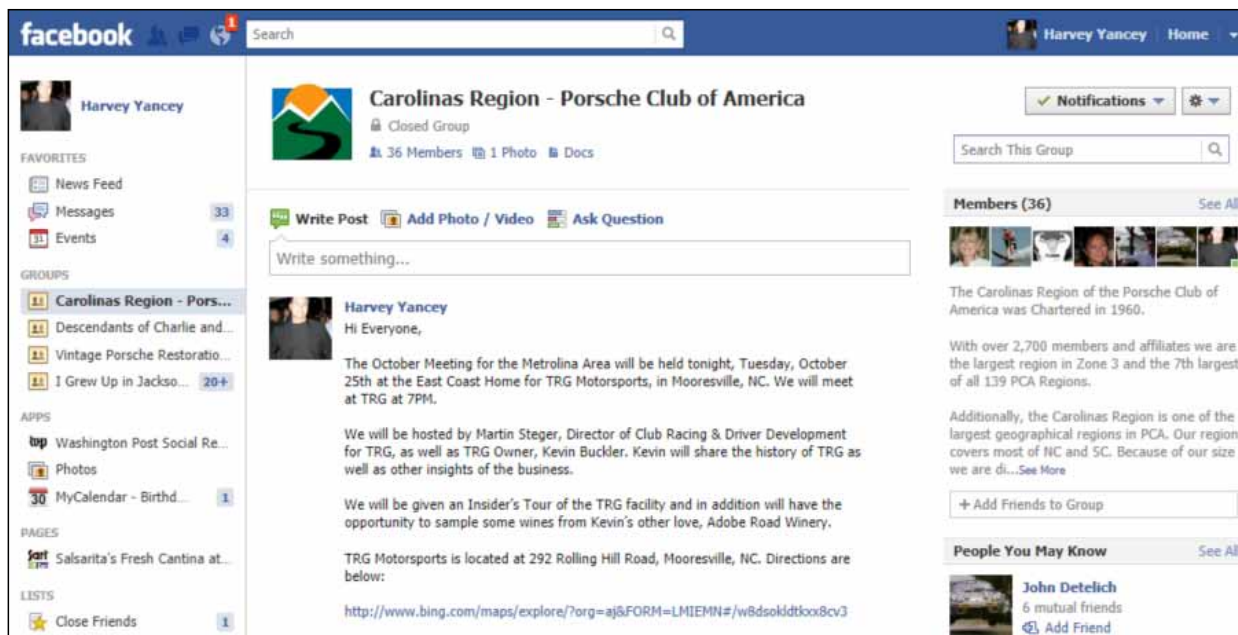 facebook
1
Search
Harvey Yancey
Home
Harvey Yancey
FAVORITES
News Feed
Messages 33
31 Events 4
GROUPS
Carolinas Region - Pors...
Descendants of Charlie and...
Vintage Porsche Restoratio...
I Grew Up in Jackso... 20+
APPS
wp Washington Post Social Re...
Photos
30 MyCalendar - Birthd... 1
PAGES
Salsarita's Fresh Cantina at...
LISTS
Close Friends 1
Carolinas Region - Porsche Club of America
Closed Group
36 Members 1 Photo Docs
Write Post Add Photo / Video Ask Question
Write something...
Harvey Yancey
Hi Everyone,
The October Meeting for the Metrolina Area will be held tonight, Tuesday, October
25th at the East Coast Home for TRG Motorsports, in Mooresville, NC. We will meet
at TRG at 7PM.
We will be hosted by Martin Steger, Director of Club Racing & Driver Development
for TRG, as well as TRG Owner, Kevin Buckler. Kevin will share the history of TRG as
well as other insights of the business.
We will be given an Insider's Tour of the TRG facility and in addition will have the
opportunity to sample some wines from Kevin's other love, Adobe Road Winery.
TRG Motorsports is located at 292 Rolling Hill Road, Mooresville, NC. Directions are
below:
http://www.bing.com/maps/explore/?org=aj&FORM=LMIEMN#/w8dsokldtkxx8cv3
Notifications
Search This Group
Members (36) See All
The Carolinas Region of the Porsche Club of
America was Chartered in 1960.
With over 2,700 members and affiliates we are
the largest region in Zone 3 and the 7th largest
of all 139 PCA Regions.
Additionally, the Carolinas Region is one of the
largest geographical regions in PCA. Our region
covers most of NC and SC. Because of our size
we are di...See More
+ Add Friends to Group
People You May Know See All
John Detelich
6 mutual friends
Add Friend